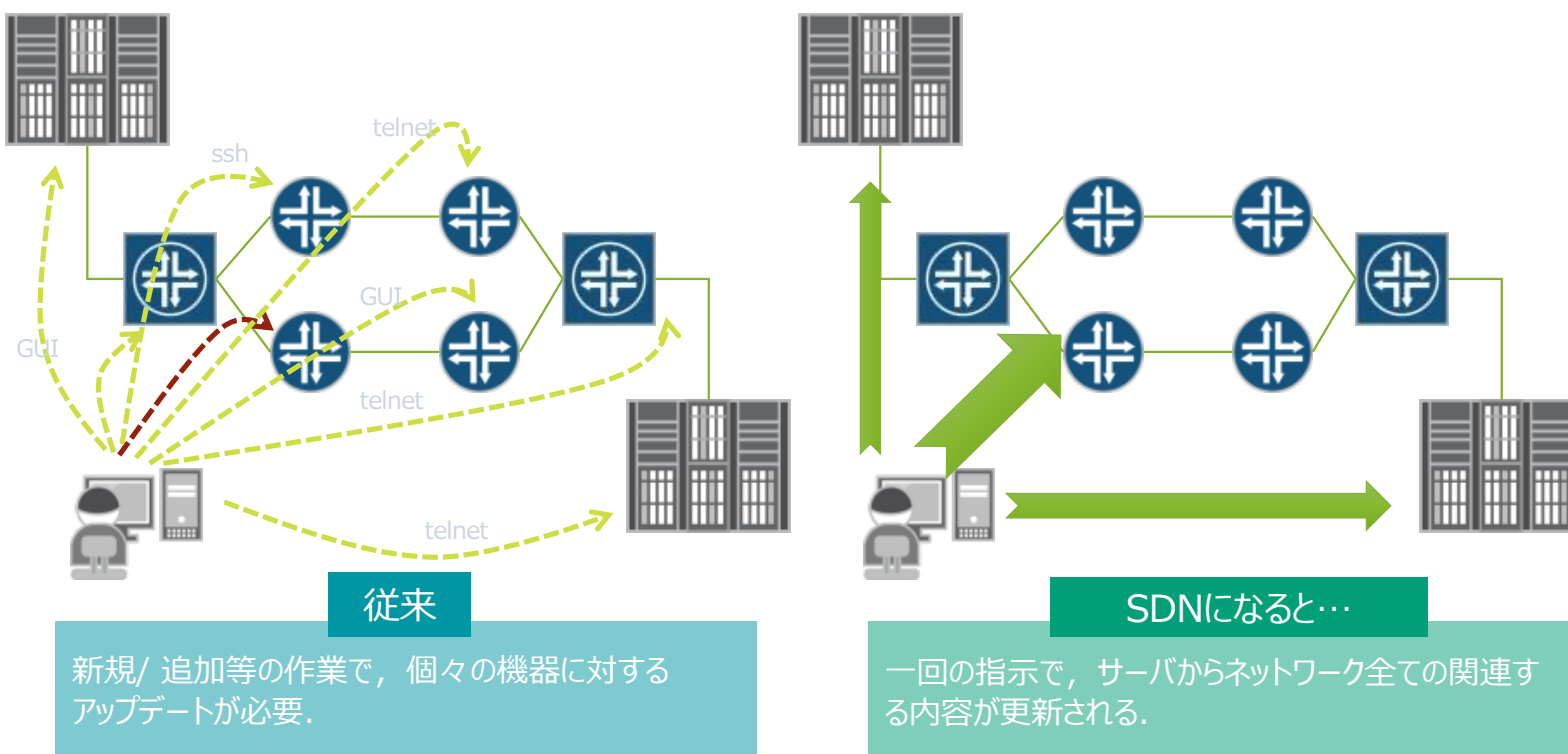 telnet
ssh
GUI
GUI
telnet
telnet
従来
新規/ 追加等の作業で，個々の機器に対する
アップデートが必要．
SDNになると…
一回の指示で，サーバからネットワーク全ての関連す
る内容が更新される．